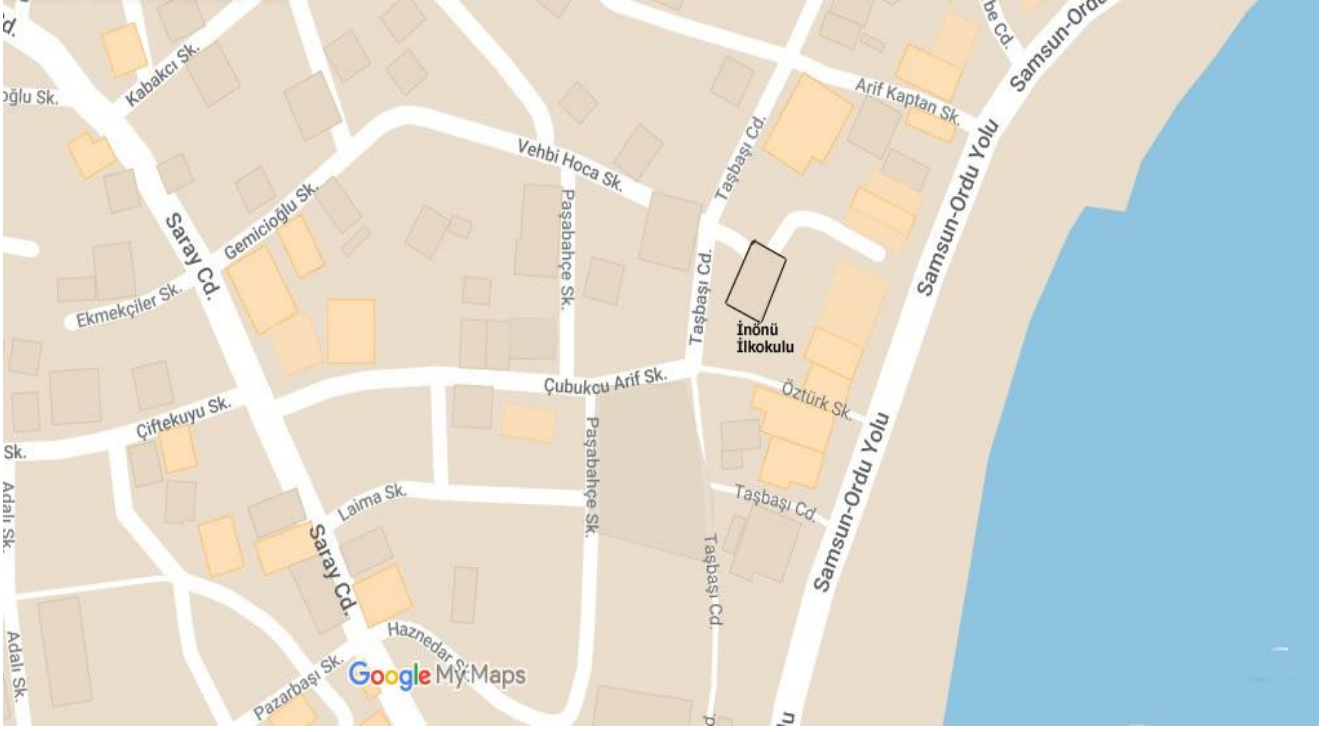 d.
be Cd.
Samsun-Ordu
Kabakcı Sk.
oğlu Sk.
Arif Kaptan Sk.
Vehbi Hoca Sk.
Taşbaşı Cd.
Samsun-Ordu Yolu
Gemicioğlu Sk.
Paşabahçe Sk.
Saray Cd.
Taşbaşı Cd.
Ekmekçiler Sk.
İnönü
İlkokulu
Çubukcu Arif Sk.
Öztürk Sk.
Çiftekuyu Sk.
Sk.
Paşabahçe Sk.
Samsun-Ordu Yolu
Adalı Sk.
Laima Sk.
Taşbaşı Cd.
Saray Cd.
Taşbaşı Cd.
Adalı Sk.
Haznedar Sk.
Pazarbaşı Sk.
Google My Maps